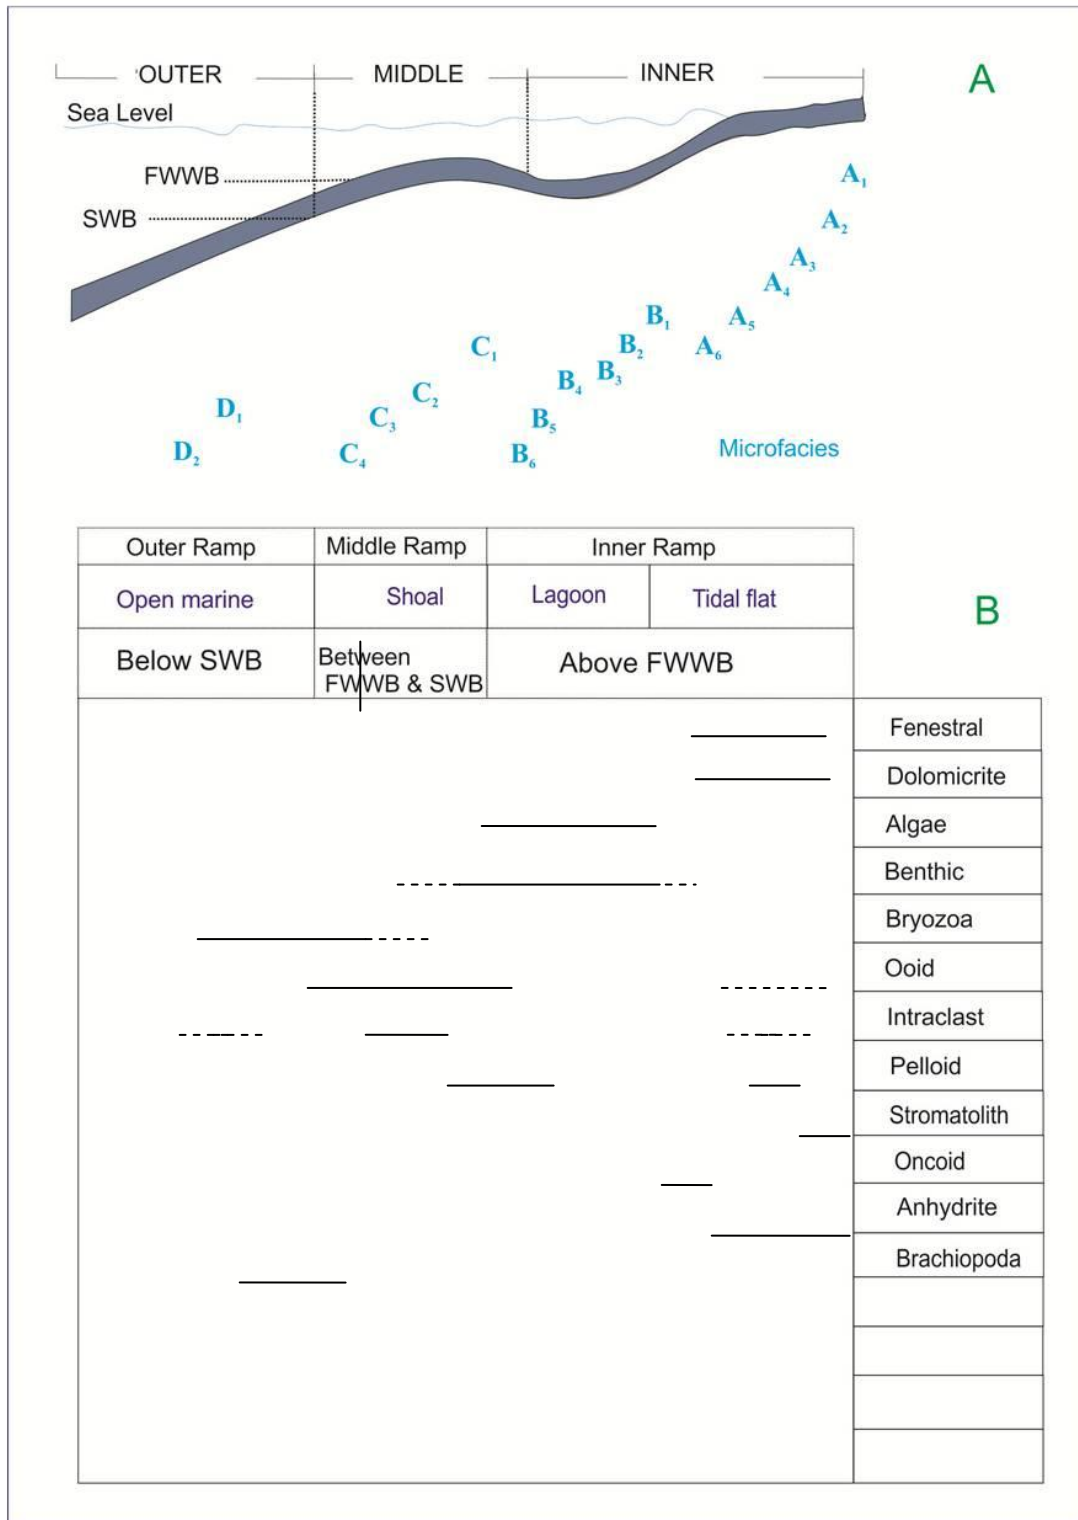 OUTER MIDDLE INNER
A
Sea Level
FWWB
SWB
A1
A2
A3
A4
A5
A6
B1
B2
B3
B4
B5
B6
C1
C2
C3
C4
D1
D2
Microfacies
Outer Ramp Middle Ramp Inner Ramp
Open marine Shoal Lagoon Tidal flat
B
Below SWB Between FWWB & SWB Above FWWB
Fenestral
Dolomicrite
Algae
Benthic
Bryozoa
Ooid
Intraclast
Pelloid
Stromatolith
Oncoid
Anhydrite
Brachiopoda